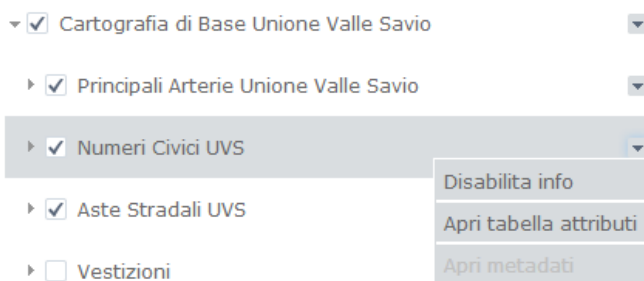 Cartografia di Base Unione Valle Savio
Principali Arterie Unione Valle Savio
Numeri Civici UVS
Disabilita info
Aste Stradali UVS
Apri tabella attributi
Apri metadati
Vestizioni